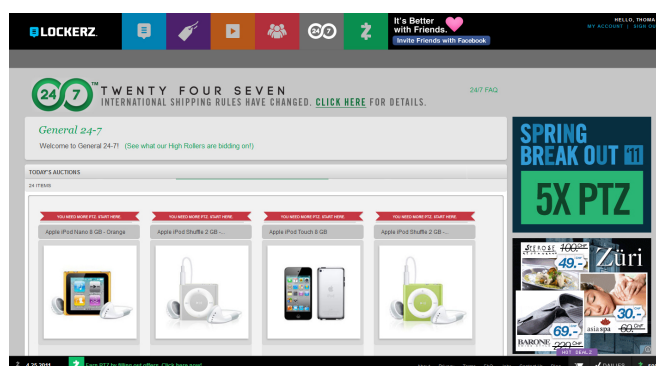 LOCKERZ.
It's Better
with Friends.
Invite Friends with Facebook
HELLO, THOMA
MY ACCOUNT | SIGN OU
24 7 ™ TWENTY FOUR SEVEN
INTERNATIONAL SHIPPING RULES HAVE CHANGED. CLICK HERE FOR DETAILS.
24/7 FAQ
General 24-7
Welcome to General 24-7! (See what our High Rollers are bidding on!)
TODAY'S AUCTIONS
24 ITEMS
YOU NEED MORE PTZ. START HERE.
YOU NEED MORE PTZ. START HERE.
YOU NEED MORE PTZ. START HERE.
YOU NEED MORE PTZ. START HERE.
Apple iPod Nano 8 GB - Orange
Apple iPod Shuffle 2 GB -...
Apple iPod Touch 8 GB
Apple iPod Shuffle 2 GB -...
SPRING
BREAK OUT '11
5X PTZ
100.-
49.-
Züri
asia spa
30.-
60.-
69.-
BARONE
230.-
HOT DEALZ
4.25.2011
Earn PTZ by filling out offers. Click here now!
DAILIES